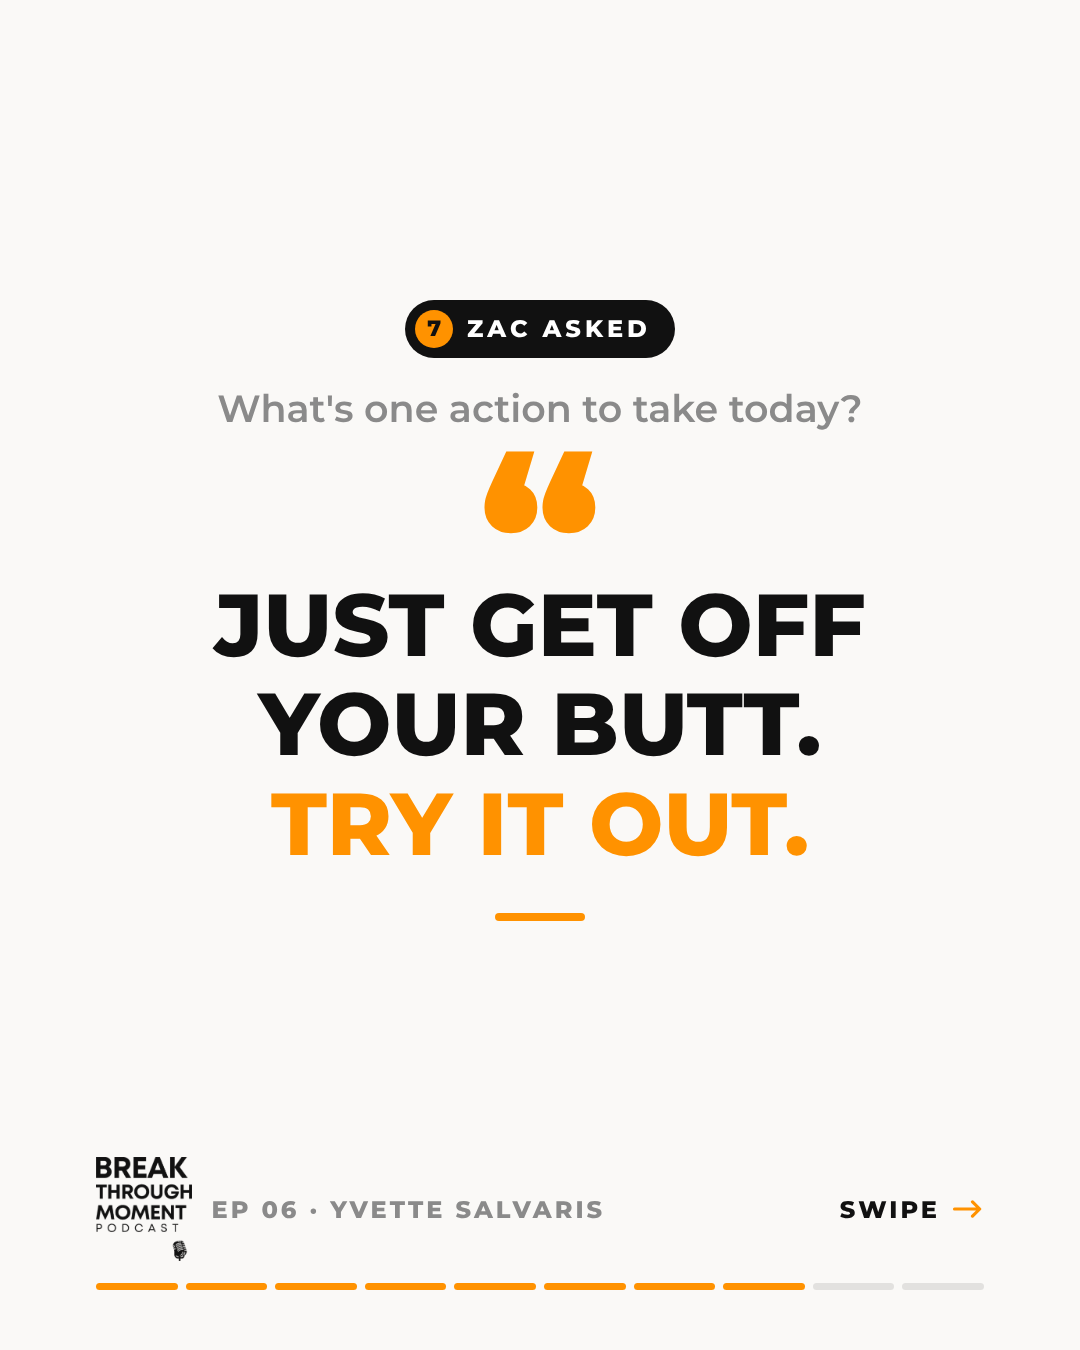 7 ZAC ASKED
What's one action to take today?
“
JUST GET OFF
YOUR BUTT.
TRY IT OUT.
BREAK
THROUGH
MOMENT
PODCAST
EP 06 · YVETTE SALVARIS
SWIPE →